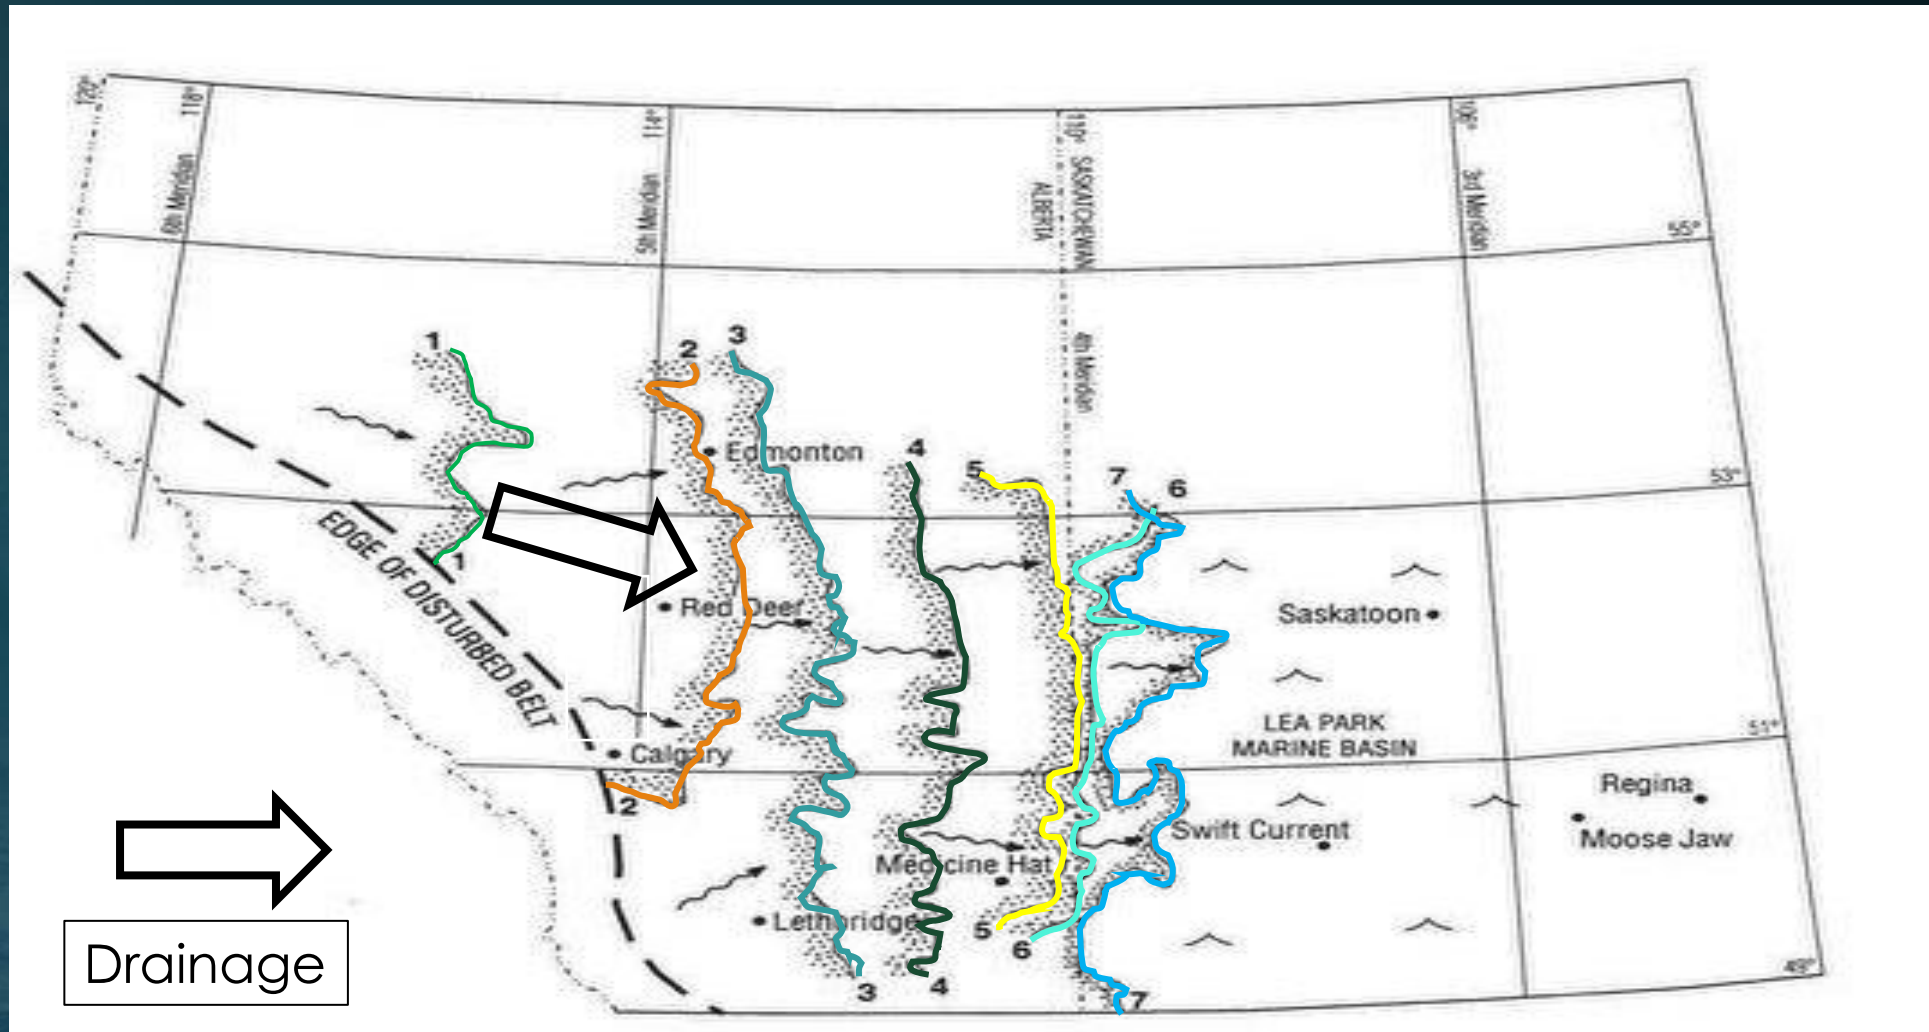 120°
118°
114°
110°
106°
6th Meridian
5th Meridian
ALBERTA
SASKATCHEWAN
3rd Meridian
55°
4th Meridian
1
2
3
Edmonton
4
5
7
6
53°
EDGE OF DISTURBED BELT
Red Deer
Saskatoon
LEA PARK
MARINE BASIN
51°
Calgary
2
Regina
Moose Jaw
Swift Current
Medicine Hat
Lethbridge
5
6
49°
3
4
7
Drainage